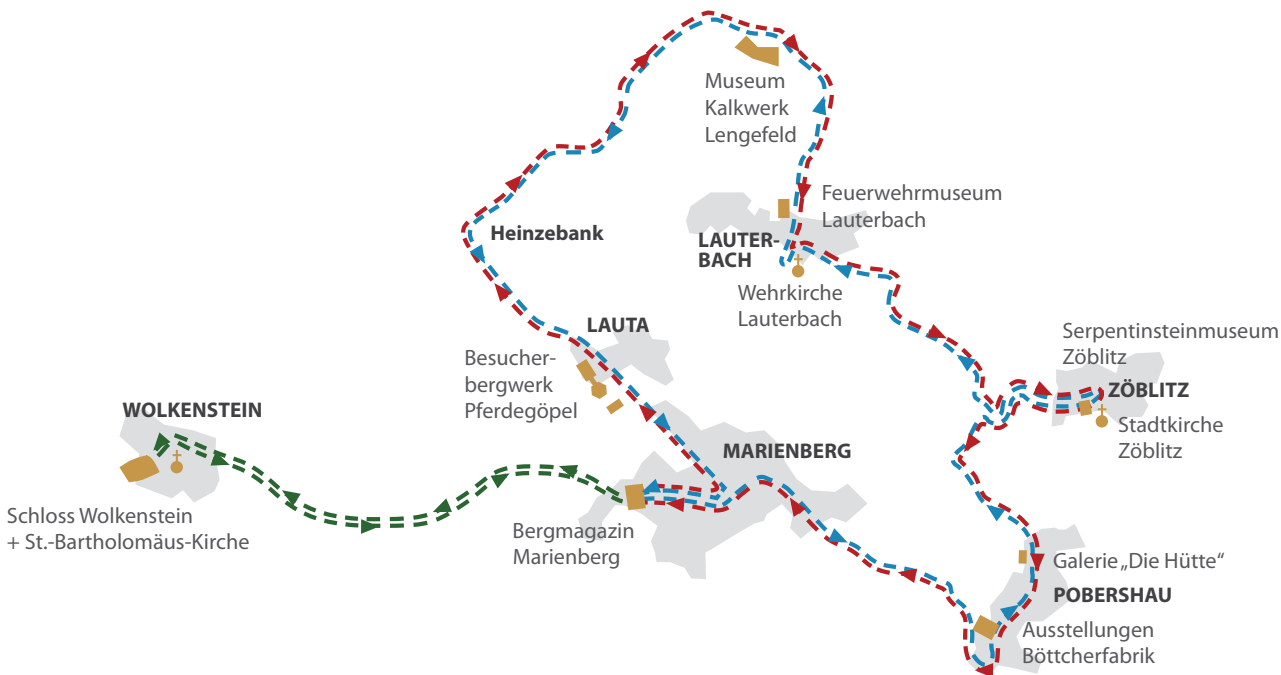 Museum
Kalkwerk
Lengefeld
Feuerwehrmuseum
Lauterbach
Heinzebank
LAUTER-
BACH
Wehrkirche
Lauterbach
LAUTA
Besucher-
bergwerk
Pferdegöpel
Serpentinsteinmuseum
Zöblitz
ZÖBLITZ
Stadtkirche
Zöblitz
WOLKENSTEIN
MARIENBERG
Schloss Wolkenstein
+ St.-Bartholomäus-Kirche
Bergmagazin
Marienberg
Galerie „Die Hütte“
POBERSHAU
Ausstellungen
Böttcherfabrik